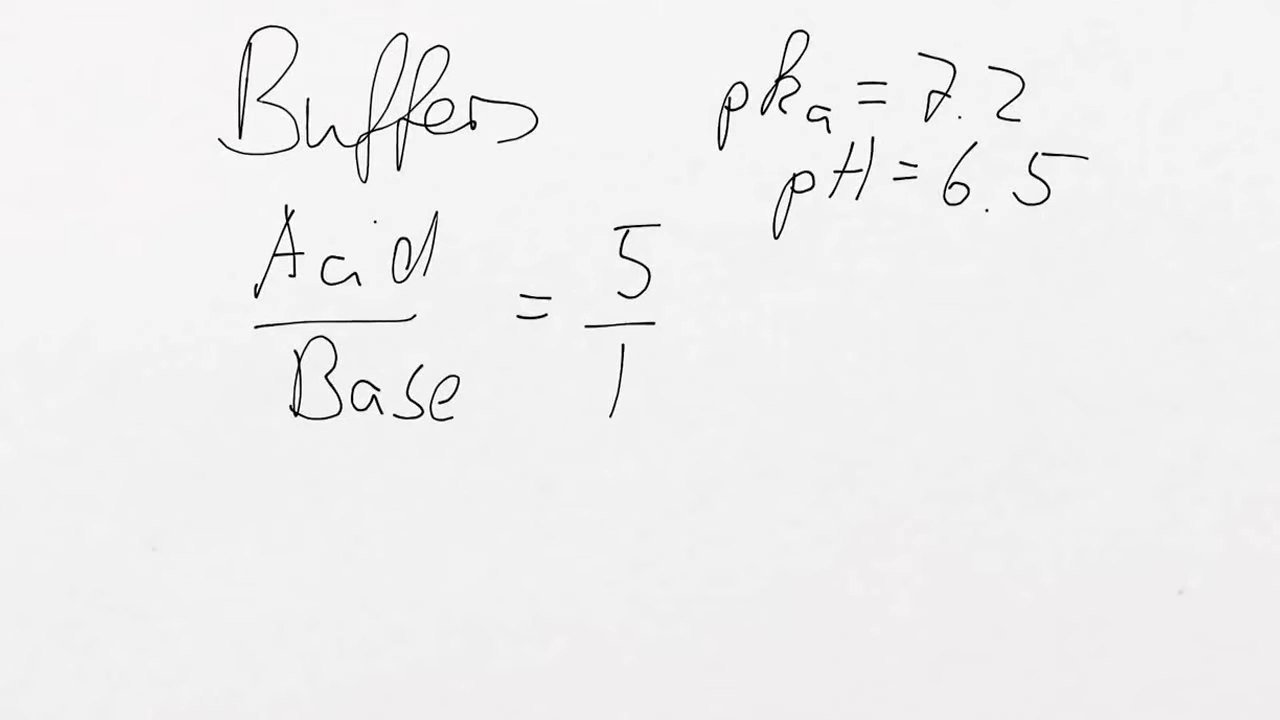 Buffers
pka = 7.2
pH = 6.5
Acid
Base
=
5
1